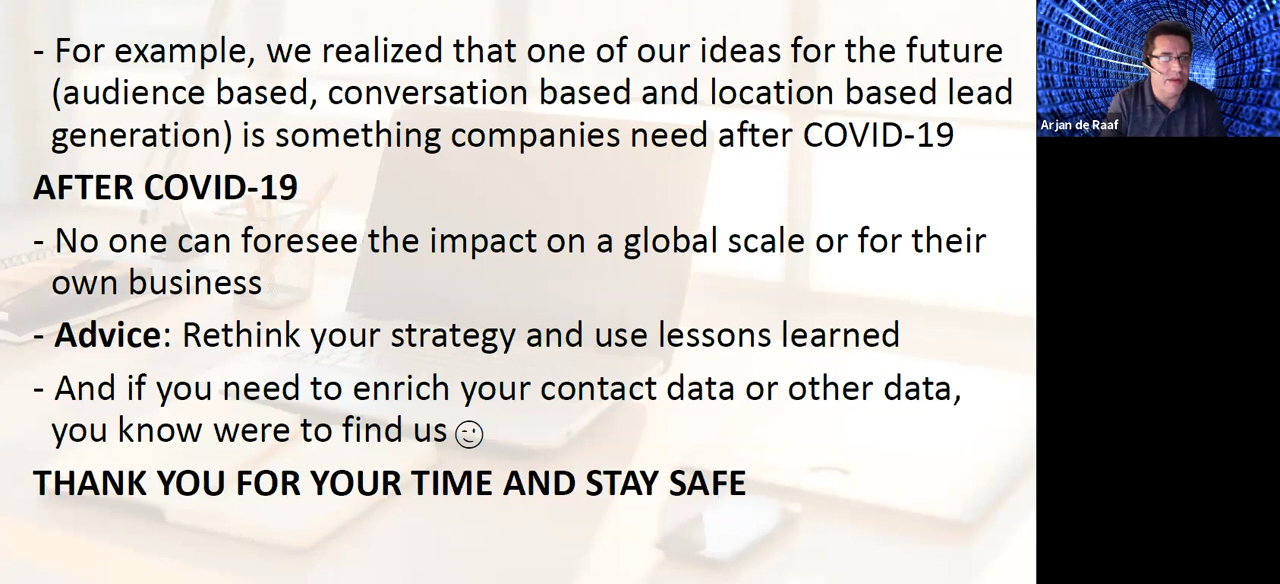 - For example, we realized that one of our ideas for the future
(audience based, conversation based and location based lead
generation) is something companies need after COVID-19
AFTER COVID-19
- No one can foresee the impact on a global scale or for their
own business
- Advice: Rethink your strategy and use lessons learned
- And if you need to enrich your contact data or other data,
you know were to find us 😉
THANK YOU FOR YOUR TIME AND STAY SAFE
Arjan de Raaf